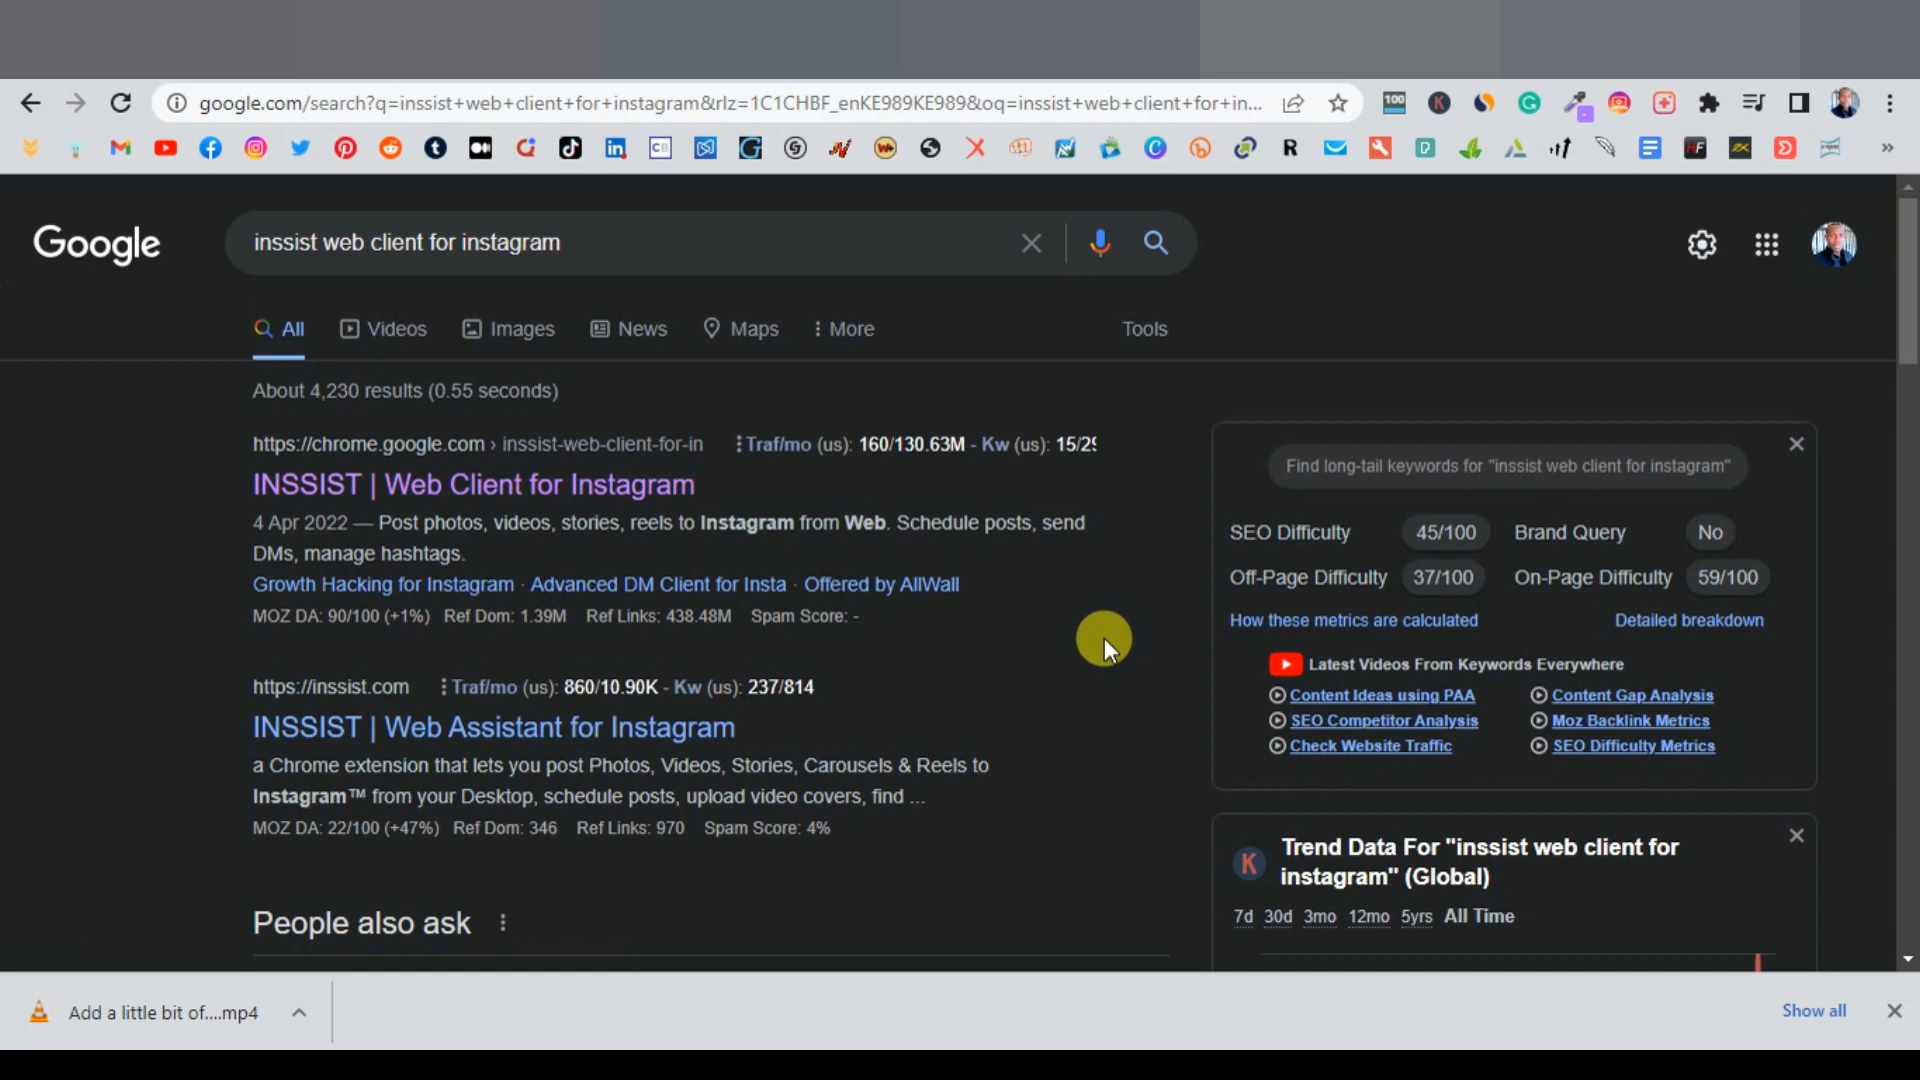 google.com/search?q=inssist+web+client+for+instagram&rlz=1C1CHBF_enKE989KE989&oq=inssist+web+client+for+in...
100
Google
inssist web client for instagram
All
Videos
Images
News
Maps
More
Tools
About 4,230 results (0.55 seconds)
https://chrome.google.com › inssist-web-client-for-in
Traf/mo (us): 160/130.63M - Kw (us): 15/29
INSSIST | Web Client for Instagram
4 Apr 2022 — Post photos, videos, stories, reels to Instagram from Web. Schedule posts, send
DMs, manage hashtags.
Growth Hacking for Instagram · Advanced DM Client for Insta · Offered by AllWall
MOZ DA: 90/100 (+1%) Ref Dom: 1.39M Ref Links: 438.48M Spam Score: -
https://inssist.com
Traf/mo (us): 860/10.90K - Kw (us): 237/814
INSSIST | Web Assistant for Instagram
a Chrome extension that lets you post Photos, Videos, Stories, Carousels & Reels to
Instagram™ from your Desktop, schedule posts, upload video covers, find ...
MOZ DA: 22/100 (+47%) Ref Dom: 346 Ref Links: 970 Spam Score: 4%
People also ask
Find long-tail keywords for "inssist web client for instagram"
SEO Difficulty 45/100 Brand Query No
Off-Page Difficulty 37/100 On-Page Difficulty 59/100
How these metrics are calculated
Detailed breakdown
Latest Videos From Keywords Everywhere
Content Ideas using PAA
Content Gap Analysis
SEO Competitor Analysis
Moz Backlink Metrics
Check Website Traffic
SEO Difficulty Metrics
K
Trend Data For "inssist web client for
instagram" (Global)
7d 30d 3mo 12mo 5yrs All Time
Add a little bit of....mp4
Show all